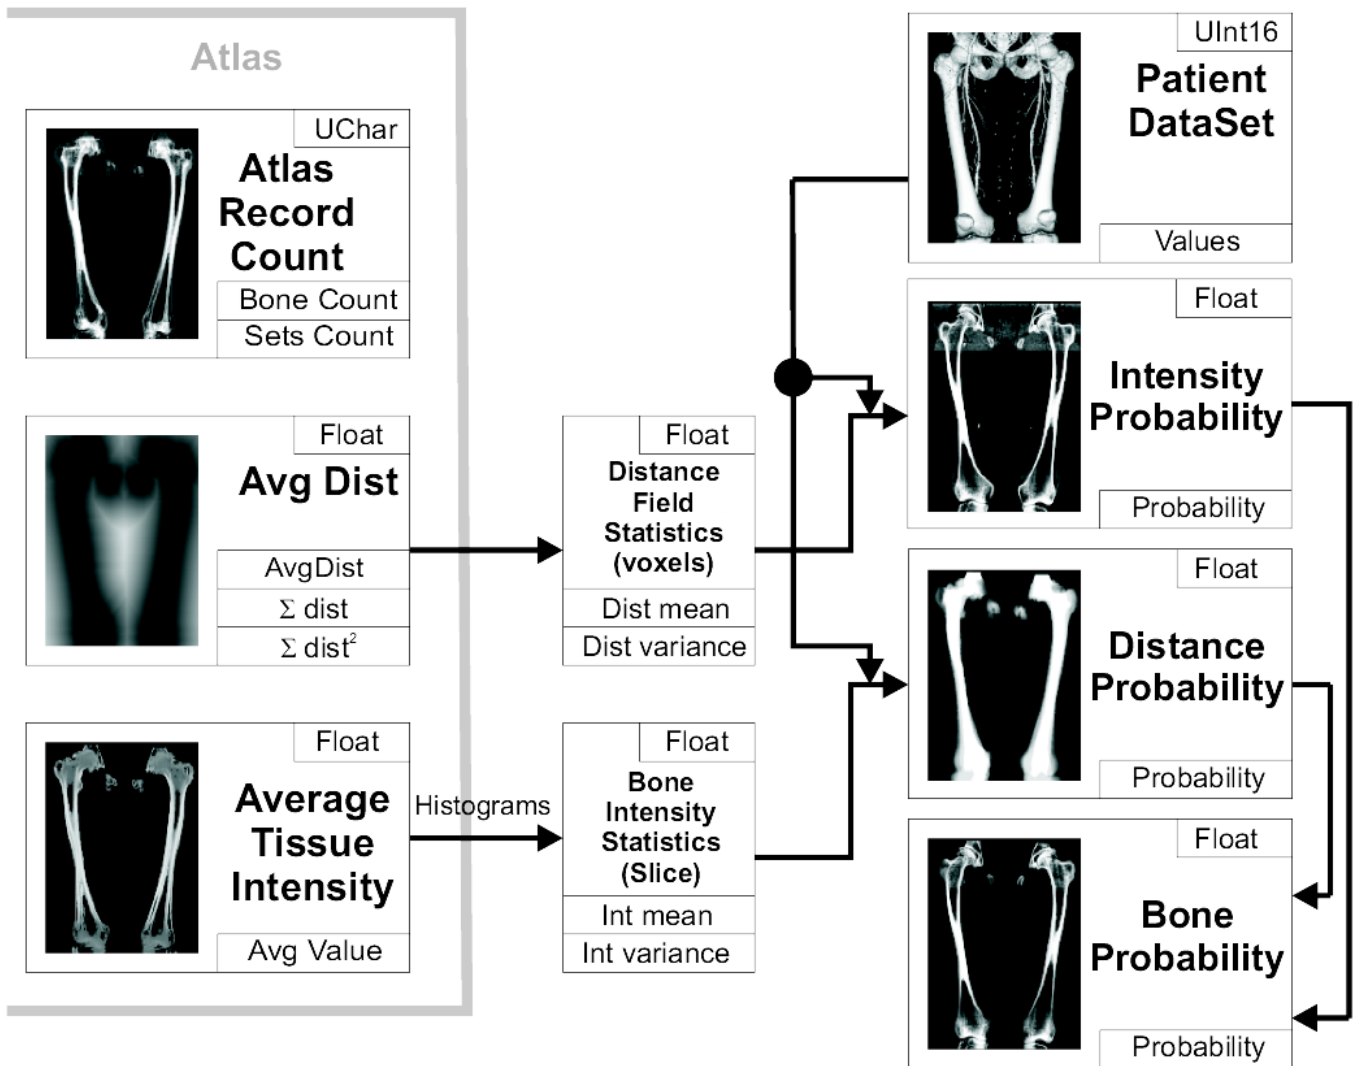 Atlas
UChar
Atlas
Record
Count
Bone Count
Sets Count
Float
Avg Dist
AvgDist
Σ dist
Σ dist²
Float
Average
Tissue
Intensity
Avg Value
Histograms
Float
Distance
Field
Statistics
(voxels)
Dist mean
Dist variance
Float
Bone
Intensity
Statistics
(Slice)
Int mean
Int variance
UInt16
Patient
DataSet
Values
Float
Intensity
Probability
Probability
Float
Distance
Probability
Probability
Float
Bone
Probability
Probability